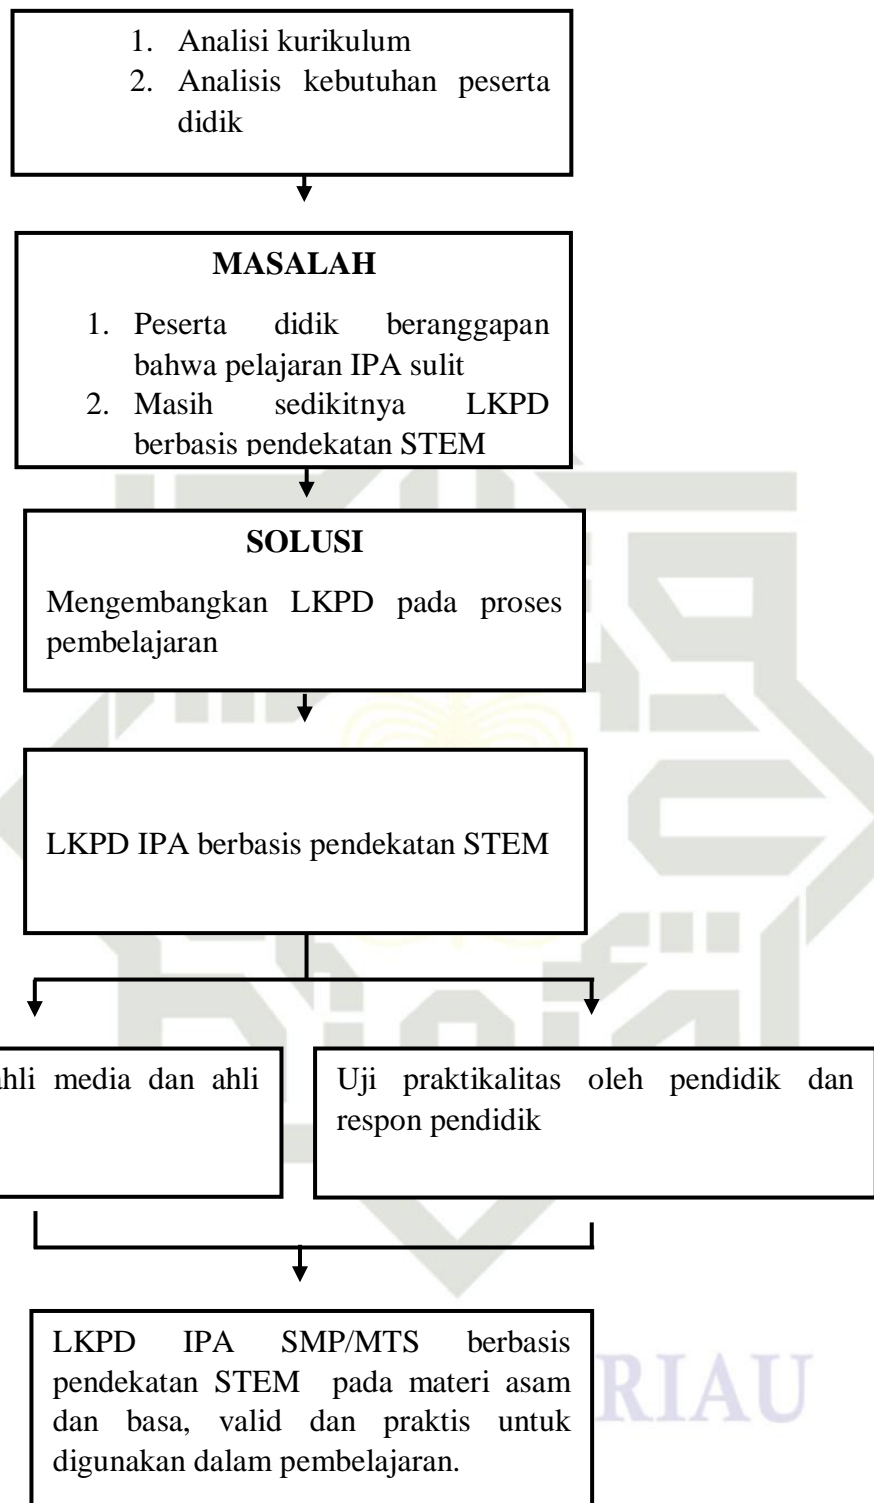 1. Analisi kurikulum
2. Analisis kebutuhan peserta
didik
MASALAH
1. Peserta didik beranggapan
bahwa pelajaran IPA sulit
2. Masih sedikitnya LKPD
berbasis pendekatan STEM
SOLUSI
Mengembangkan LKPD pada proses
pembelajaran
LKPD IPA berbasis pendekatan STEM
ahli media dan ahli
Uji praktikalitas oleh pendidik dan
respon pendidik
LKPD IPA SMP/MTS berbasis
pendekatan STEM pada materi asam
dan basa, valid dan praktis untuk
digunakan dalam pembelajaran.
RIAU